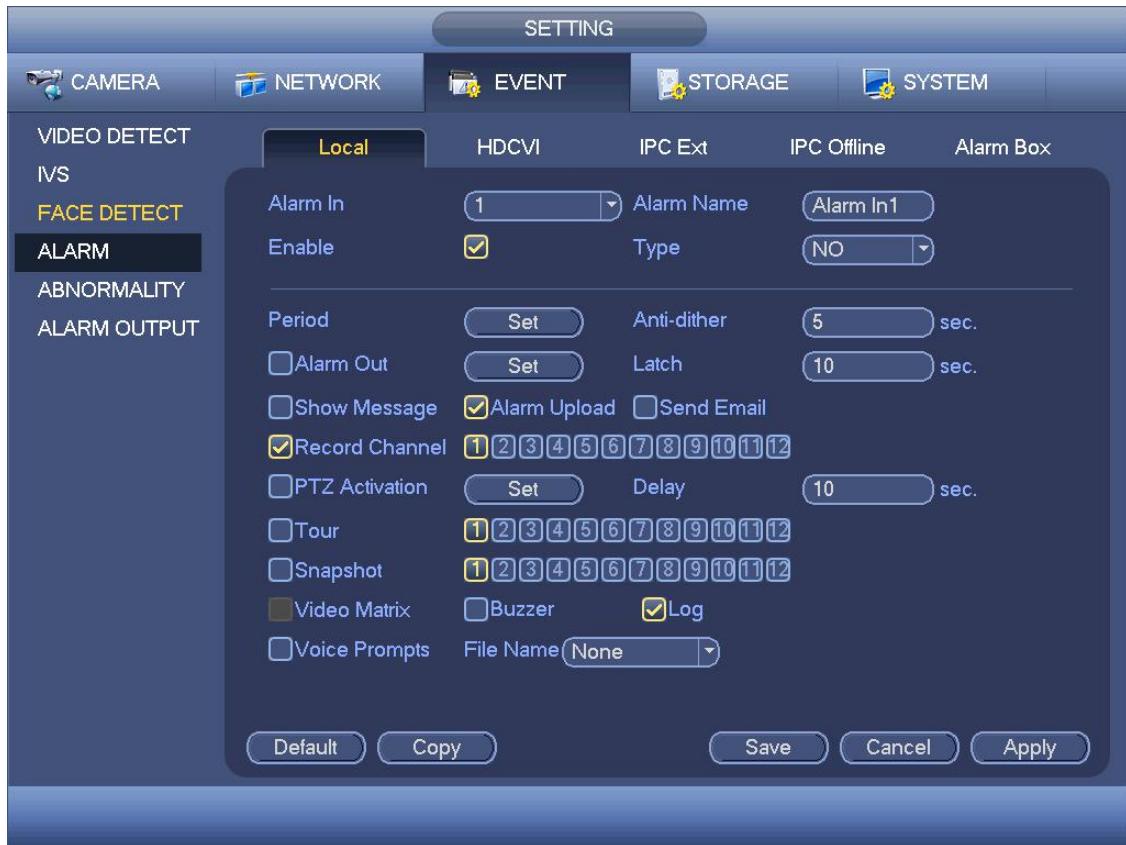 SETTING
CAMERA NETWORK EVENT STORAGE SYSTEM
VIDEO DETECT
IVS
FACE DETECT
ALARM
ABNORMALITY
ALARM OUTPUT
Local HDCVI IPC Ext IPC Offline Alarm Box
Alarm In 1 Alarm Name Alarm In1
Enable Type NO
Period Set Anti-dither 5 sec.
Alarm Out Set Latch 10 sec.
Show Message Alarm Upload Send Email
Record Channel 1 2 3 4 5 6 7 8 9 10 11 12
PTZ Activation Set Delay 10 sec.
Tour 1 2 3 4 5 6 7 8 9 10 11 12
Snapshot 1 2 3 4 5 6 7 8 9 10 11 12
Video Matrix Buzzer Log
Voice Prompts File Name None
Default Copy Save Cancel Apply